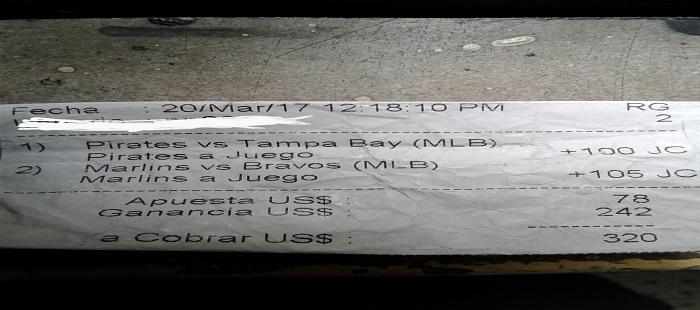 Fecha : 20/Mar/17 12:18:10 PM RG
2
1) Pirates vs Tampa Bay (MLB)
Pirates a Juego +100 JC
2) Marlins vs Bravos (MLB)
Marlins a Juego +105 JC
Apuesta US$ : 78
Ganancia US$ : 242
a Cobrar US$ : 320